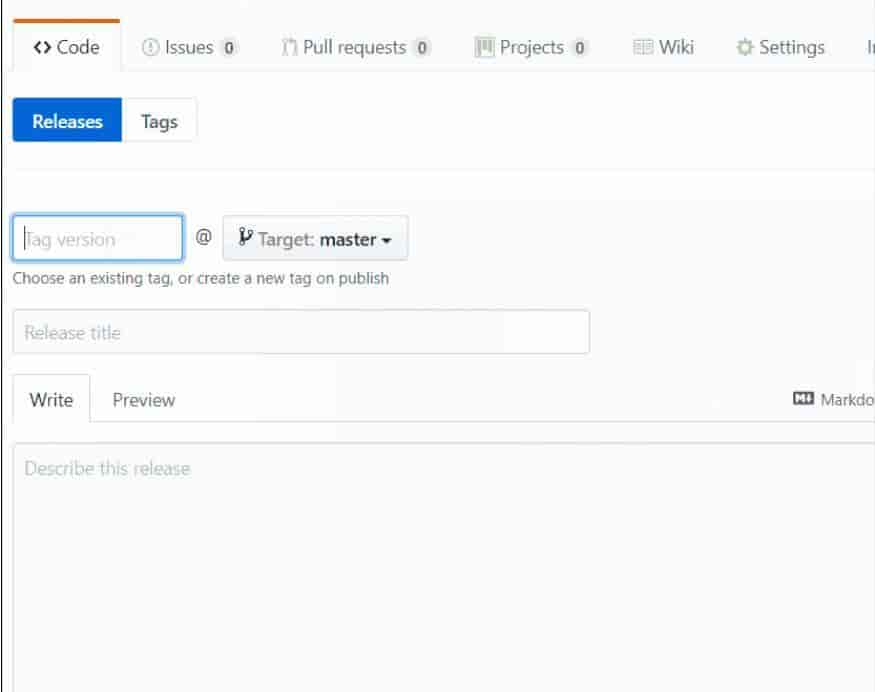 <> Code Issues 0 Pull requests 0 Projects 0 Wiki Settings
Releases Tags
Tag version @ Target: master
Choose an existing tag, or create a new tag on publish
Release title
Write Preview Markdo
Describe this release